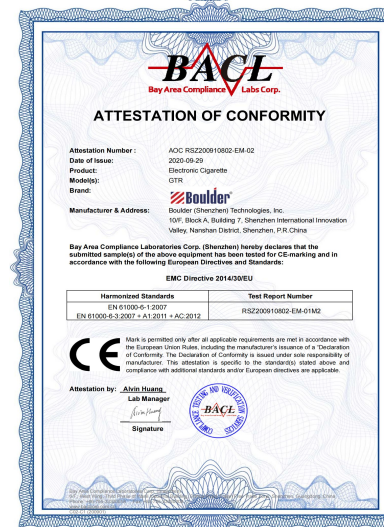 BACL
Bay Area Compliance Labs Corp.
ATTESTATION OF CONFORMITY
Attestation Number : AOC RSZ200910802-EM-02
Date of Issue: 2020-09-29
Product: Electronic Cigarette
Model(s): GTR
Brand:
Boulder
Manufacturer & Address: Boulder (Shenzhen) Technologies, Inc.
10/F, Block A, Building 7, Shenzhen International Innovation
Valley, Nanshan District, Shenzhen, P.R.China
Bay Area Compliance Laboratories Corp. (Shenzhen) hereby declares that the
submitted sample(s) of the above equipment has been tested for CE-marking and in
accordance with the following European Directives and Standards:
EMC Directive 2014/30/EU
Harmonized Standards Test Report Number
EN 61000-6-1:2007
EN 61000-6-3:2007 + A1:2011 + AC:2012
RSZ200910802-EM-01M2
CE
Mark is permitted only after all applicable requirements are met in accordance with
the European Union Rules, including the manufacturer's issuance of a 'Declaration
of Conformity. The Declaration of Conformity is issued under sole responsibility of
manufacturer. This attestation is specific to the standard(s) stated above and
compliance with additional standards and/or European directives are applicable.
Attestation by: Alvin Huang
Lab Manager
Alvin Huang
Signature
TESTING AND VERIFICATION
BACL
COMPLIANCE SERVICES